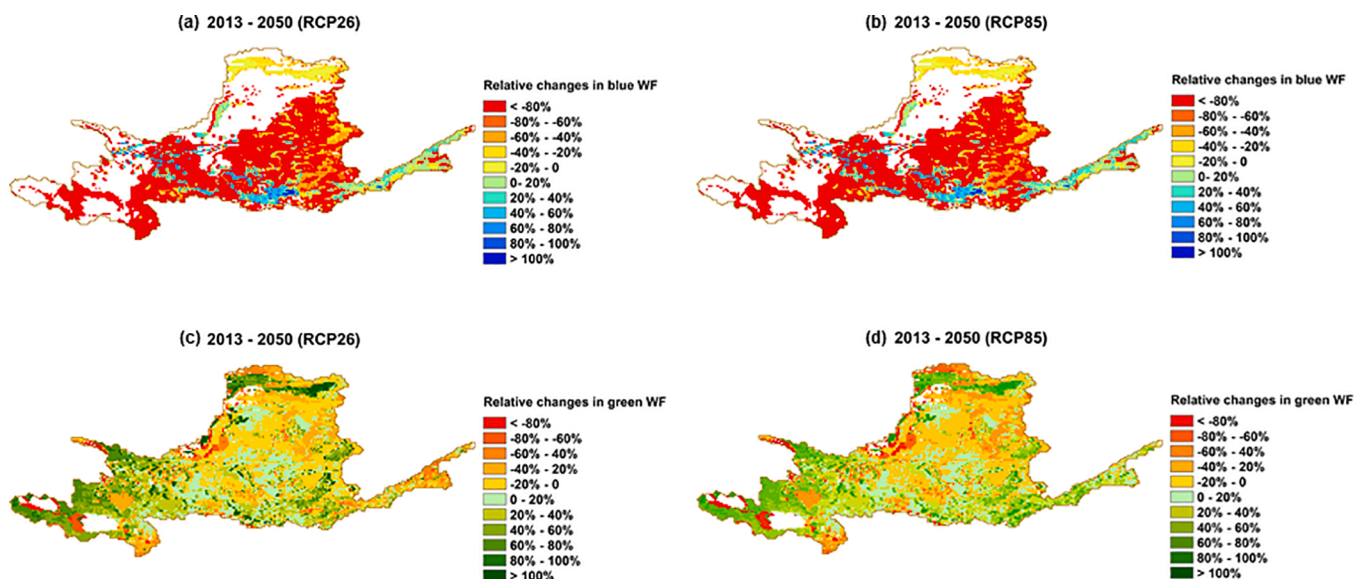 (a) 2013 - 2050 (RCP26)
Relative changes in blue WF
< -80%
-80% - -60%
-60% - -40%
-40% - -20%
-20% - 0
0- 20%
20% - 40%
40% - 60%
60% - 80%
80% - 100%
> 100%
(b) 2013 - 2050 (RCP85)
Relative changes in blue WF
< -80%
-80% - -60%
-60% - -40%
-40% - -20%
-20% - 0
0- 20%
20% - 40%
40% - 60%
60% - 80%
80% - 100%
> 100%
(c) 2013 - 2050 (RCP26)
Relative changes in green WF
< -80%
-80% - -60%
-60% - 40%
-40% - 20%
-20% - 0
0 - 20%
20% - 40%
40% - 60%
60% - 80%
80% - 100%
> 100%
(d) 2013 - 2050 (RCP85)
Relative changes in green WF
< -80%
-80% - -60%
-60% - 40%
-40% - 20%
-20% - 0
0 - 20%
20% - 40%
40% - 60%
60% - 80%
80% - 100%
> 100%